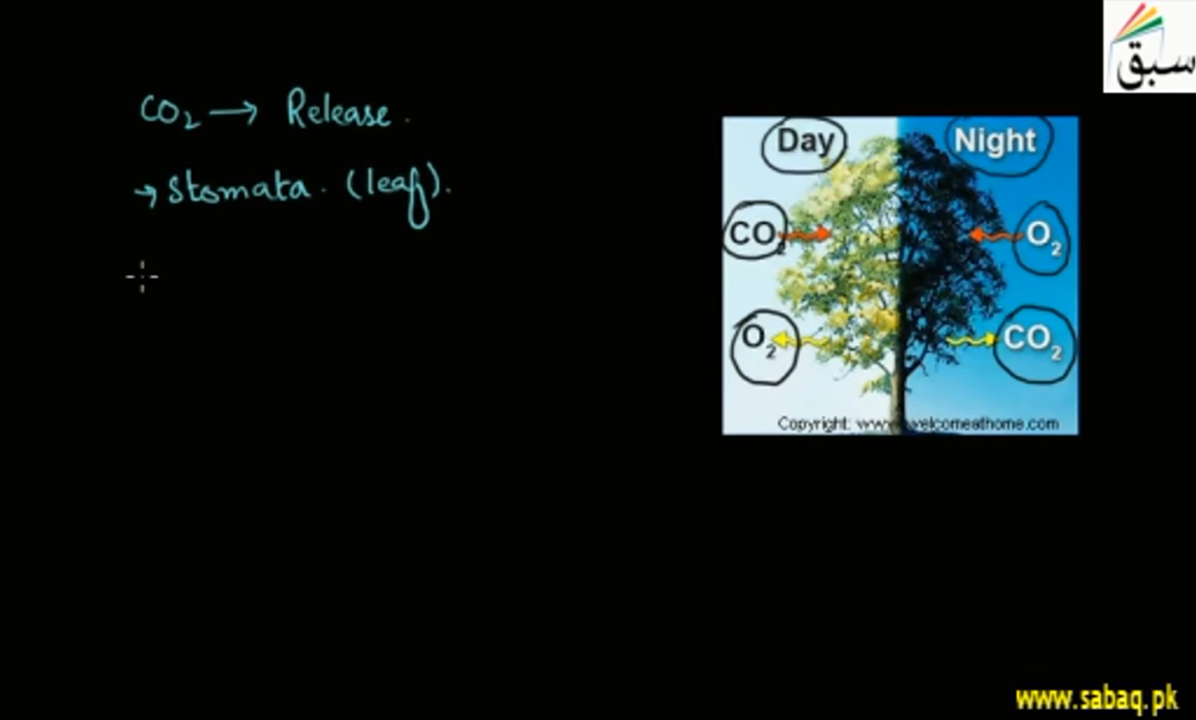 سبق
CO₂ → Release.
→ Stomata. (leaf).
Day Night
CO₂ O₂
O₂ CO₂
Copyright: www. welcomeathome.com
www.sabaq.pk